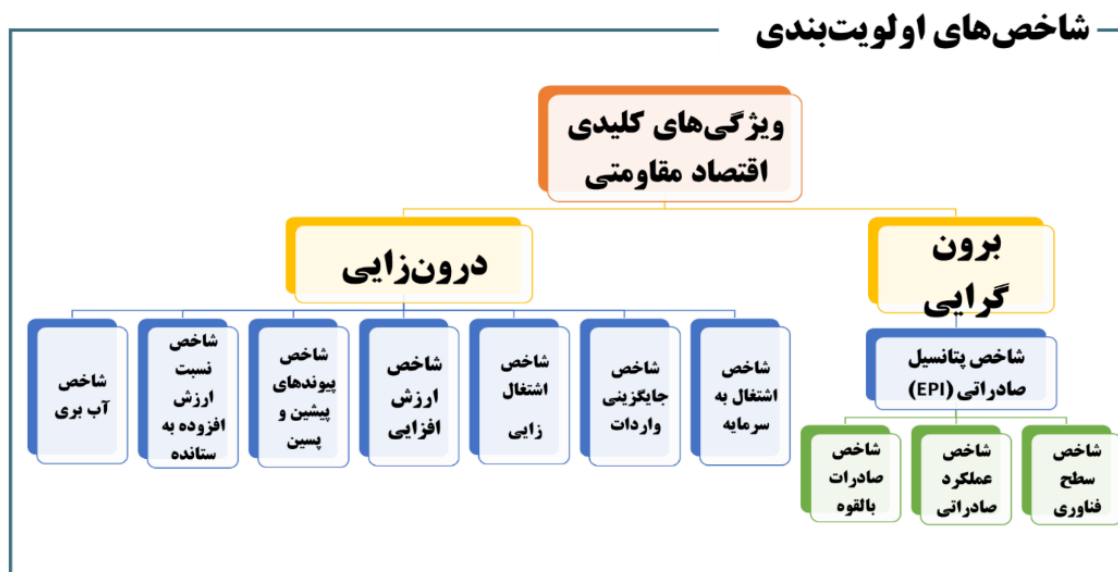 شاخص‌های اولویت‌بندی
ویژگی‌های کلیدی
اقتصاد مقاومتی
برون
گرایی
درون‌زایی
شاخص پتانسیل
صادراتی (EPI)
شاخص
سطح
فناوری
شاخص
عملکرد
صادراتی
شاخص
صادرات
بالقوه
شاخص
اشتغال به
سرمایه
شاخص
جایگزینی
واردات
شاخص
اشتغال
زایی
شاخص
ارزش
افزایی
شاخص
پیوندهای
پیشین و
پسین
شاخص
نسبت
ارزش
افزوده به
ستانده
شاخص
آب بری